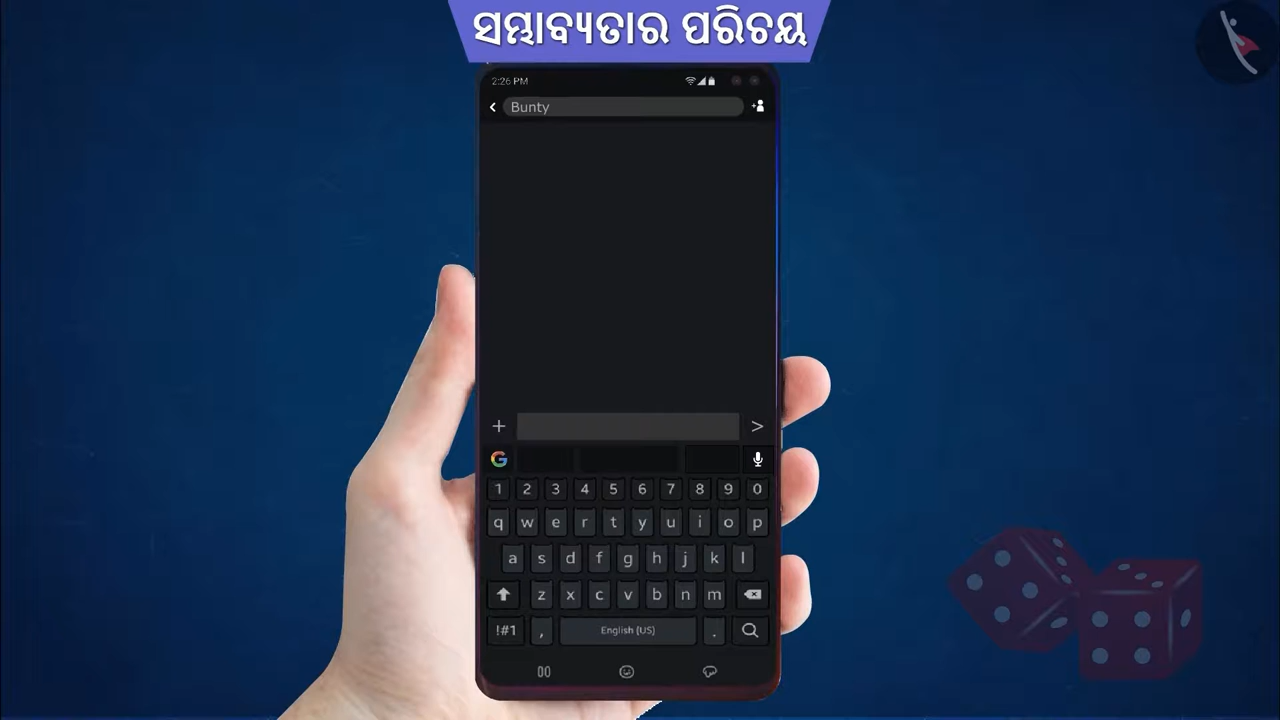 ସମ୍ଭାବ୍ୟତାର ପରିଚୟ
2:26 PM
Bunty
1 2 3 4 5 6 7 8 9 0
q w e r t y u i o p
a s d f g h j k l
z x c v b n m
!#1 , English (US) .